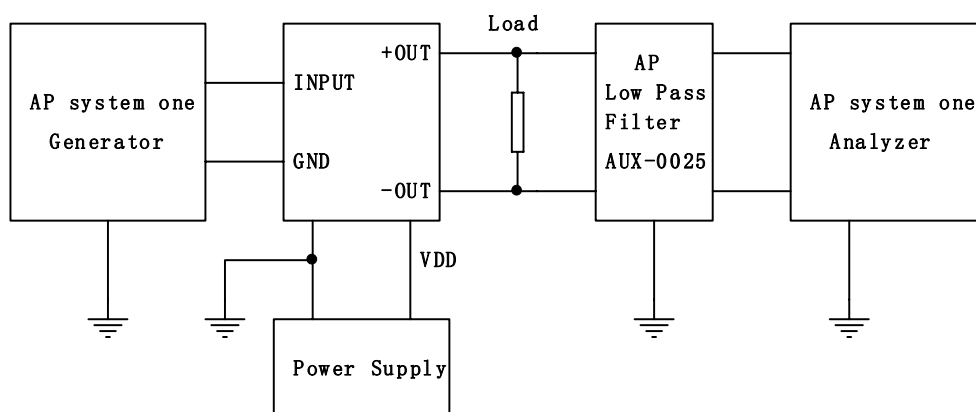 Load
AP system one
Generator
INPUT
GND
+OUT
-OUT
AP
Low Pass
Filter
AUX-0025
AP system one
Analyzer
VDD
Power Supply